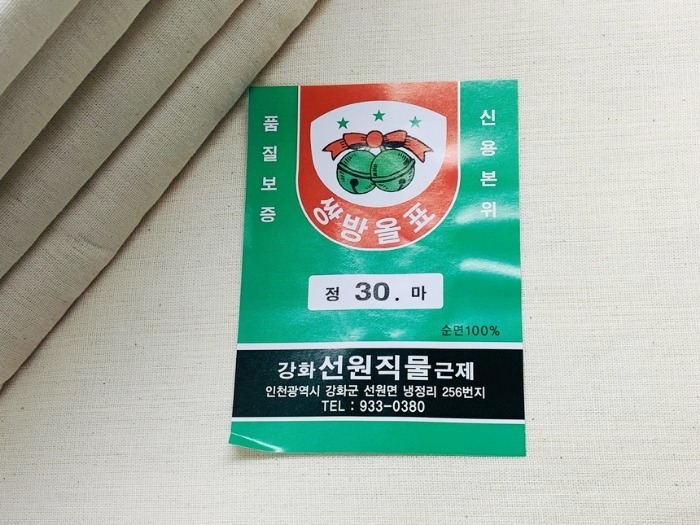 품질보증
신용본위
쌍방울표
정 30. 마
순면100%
강화 선원직물 근제
인천광역시 강화군 선원면 냉정리 256번지
TEL : 933-0380